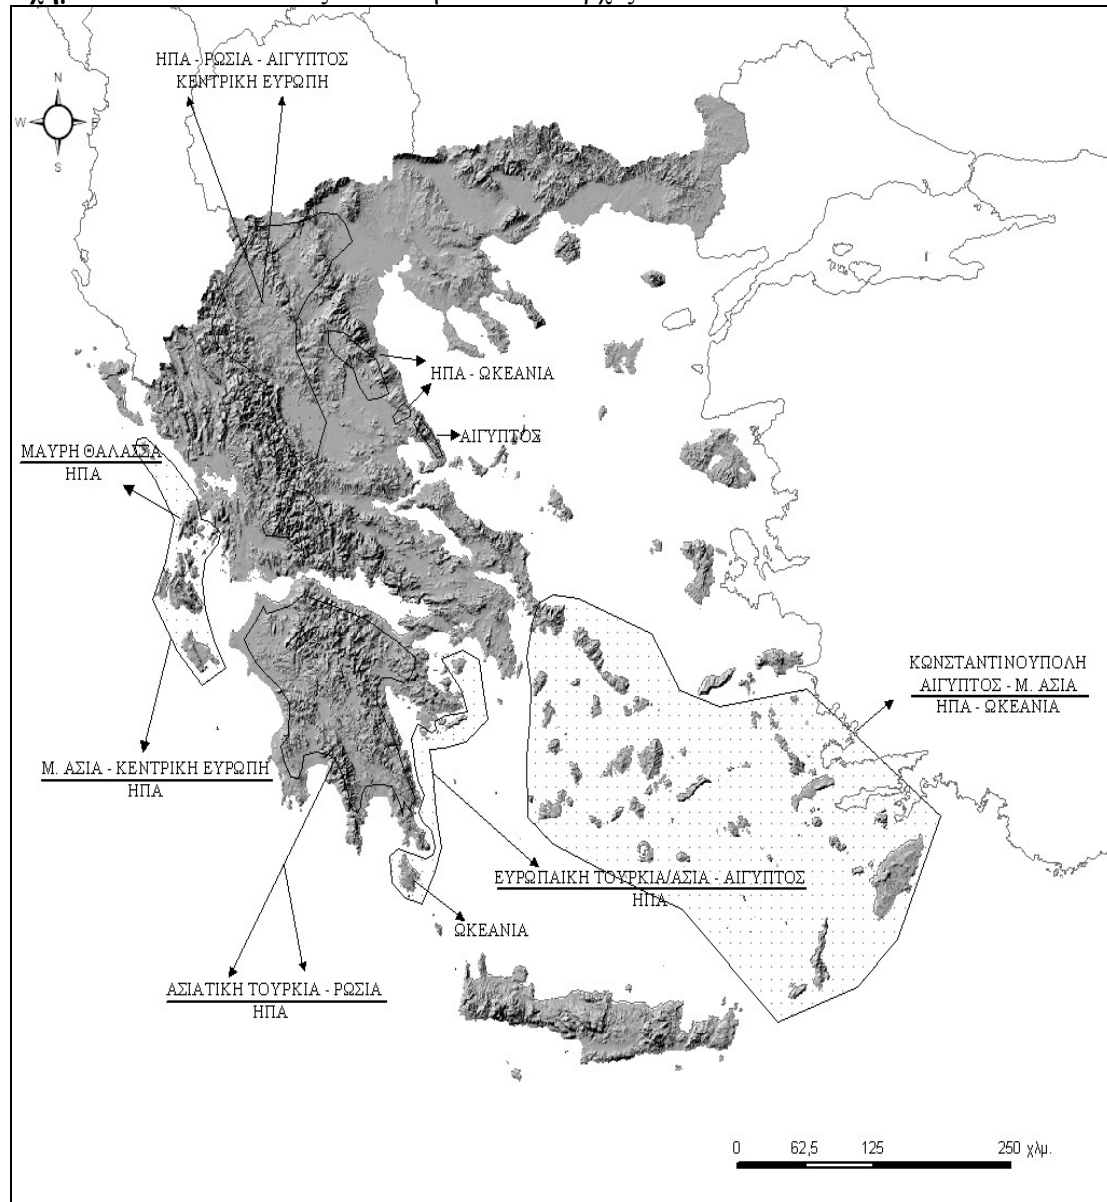 ΗΠΑ - ΡΩΣΙΑ - ΑΙΓΥΠΤΟΣ
ΚΕΝΤΡΙΚΗ ΕΥΡΩΠΗ
N
W E
S
ΗΠΑ - ΩΚΕΑΝΙΑ
ΑΙΓΥΠΤΟΣ
ΜΑΥΡΗ ΘΑΛΑΣΣΑ
ΗΠΑ
ΚΩΝΣΤΑΝΤΙΝΟΥΠΟΛΗ
ΑΙΓΥΠΤΟΣ - Μ. ΑΣΙΑ
ΗΠΑ - ΩΚΕΑΝΙΑ
Μ. ΑΣΙΑ - ΚΕΝΤΡΙΚΗ ΕΥΡΩΠΗ
ΗΠΑ
ΕΥΡΩΠΑΙΚΗ ΤΟΥΡΚΙΑ/ΑΣΙΑ - ΑΙΓΥΠΤΟΣ
ΗΠΑ
ΩΚΕΑΝΙΑ
ΑΣΙΑΤΙΚΗ ΤΟΥΡΚΙΑ - ΡΩΣΙΑ
ΗΠΑ
0 62,5 125 250 χλμ.